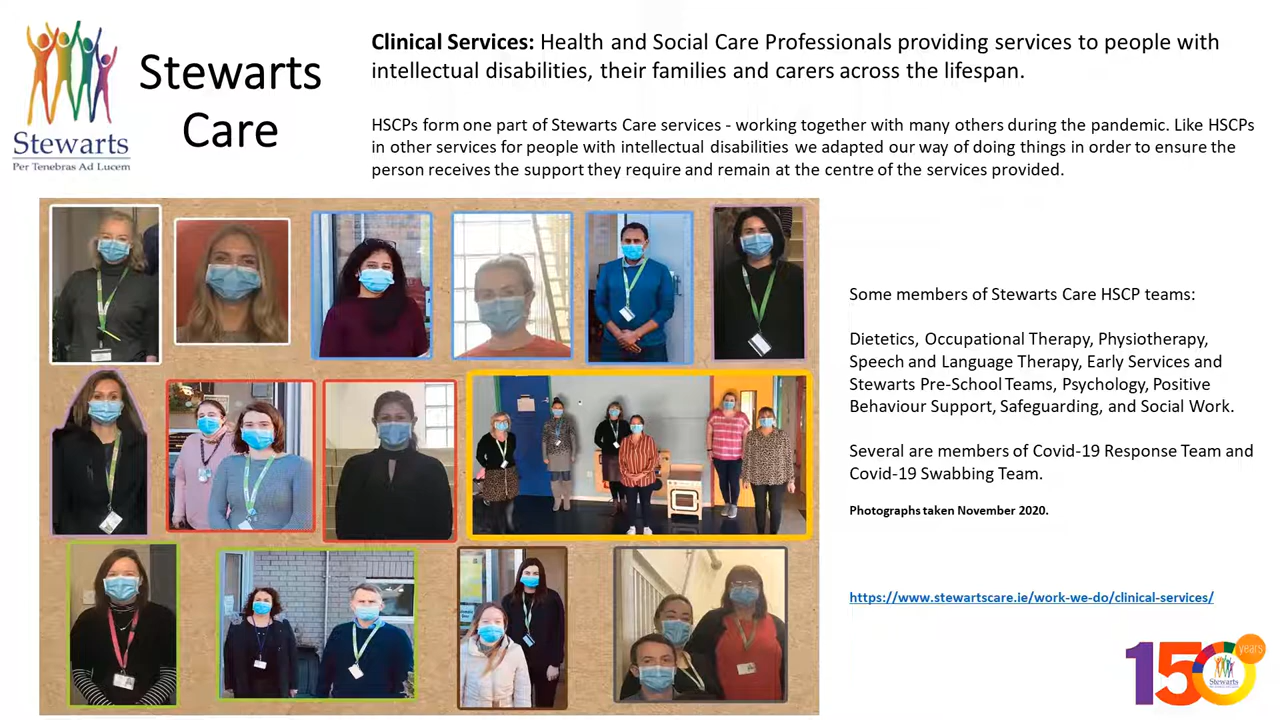 Stewarts
Per Tenebras Ad Lucem
Stewarts
Care
Clinical Services: Health and Social Care Professionals providing services to people with
intellectual disabilities, their families and carers across the lifespan.
HSCPs form one part of Stewarts Care services - working together with many others during the pandemic. Like HSCPs
in other services for people with intellectual disabilities we adapted our way of doing things in order to ensure the
person receives the support they require and remain at the centre of the services provided.
Some members of Stewarts Care HSCP teams:
Dietetics, Occupational Therapy, Physiotherapy,
Speech and Language Therapy, Early Services and
Stewarts Pre-School Teams, Psychology, Positive
Behaviour Support, Safeguarding, and Social Work.
Several are members of Covid-19 Response Team and
Covid-19 Swabbing Team.
Photographs taken November 2020.
https://www.stewartscare.ie/work-we-do/clinical-services/
150
years
Stewarts